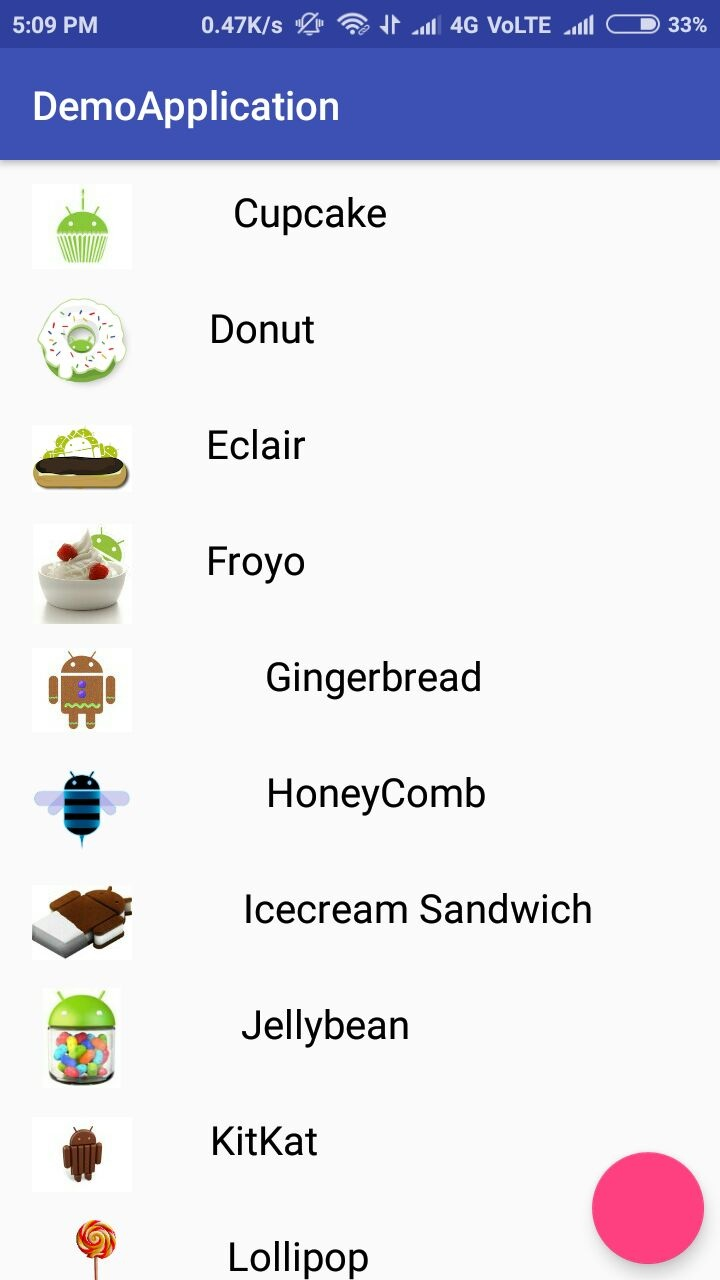 5:09 PM 0.47K/s 4G VoLTE 33%
DemoApplication
Cupcake
Donut
Eclair
Froyo
Gingerbread
HoneyComb
Icecream Sandwich
Jellybean
KitKat
Lollipop